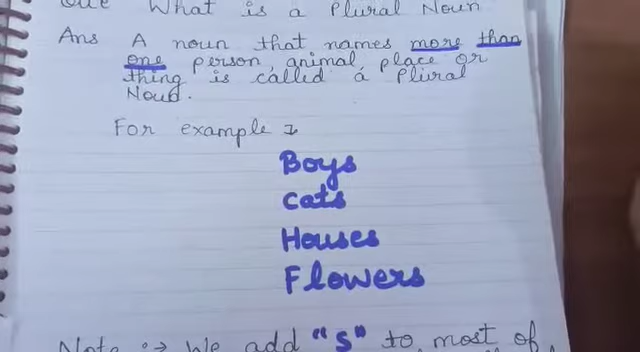 Que What is a Plural Noun
Ans A noun that names more than
one person, animal, place or
thing is called a Plural
Noun.
For example :
Boys
Cats
Houses
Flowers
Note :→ We add "s" to most of